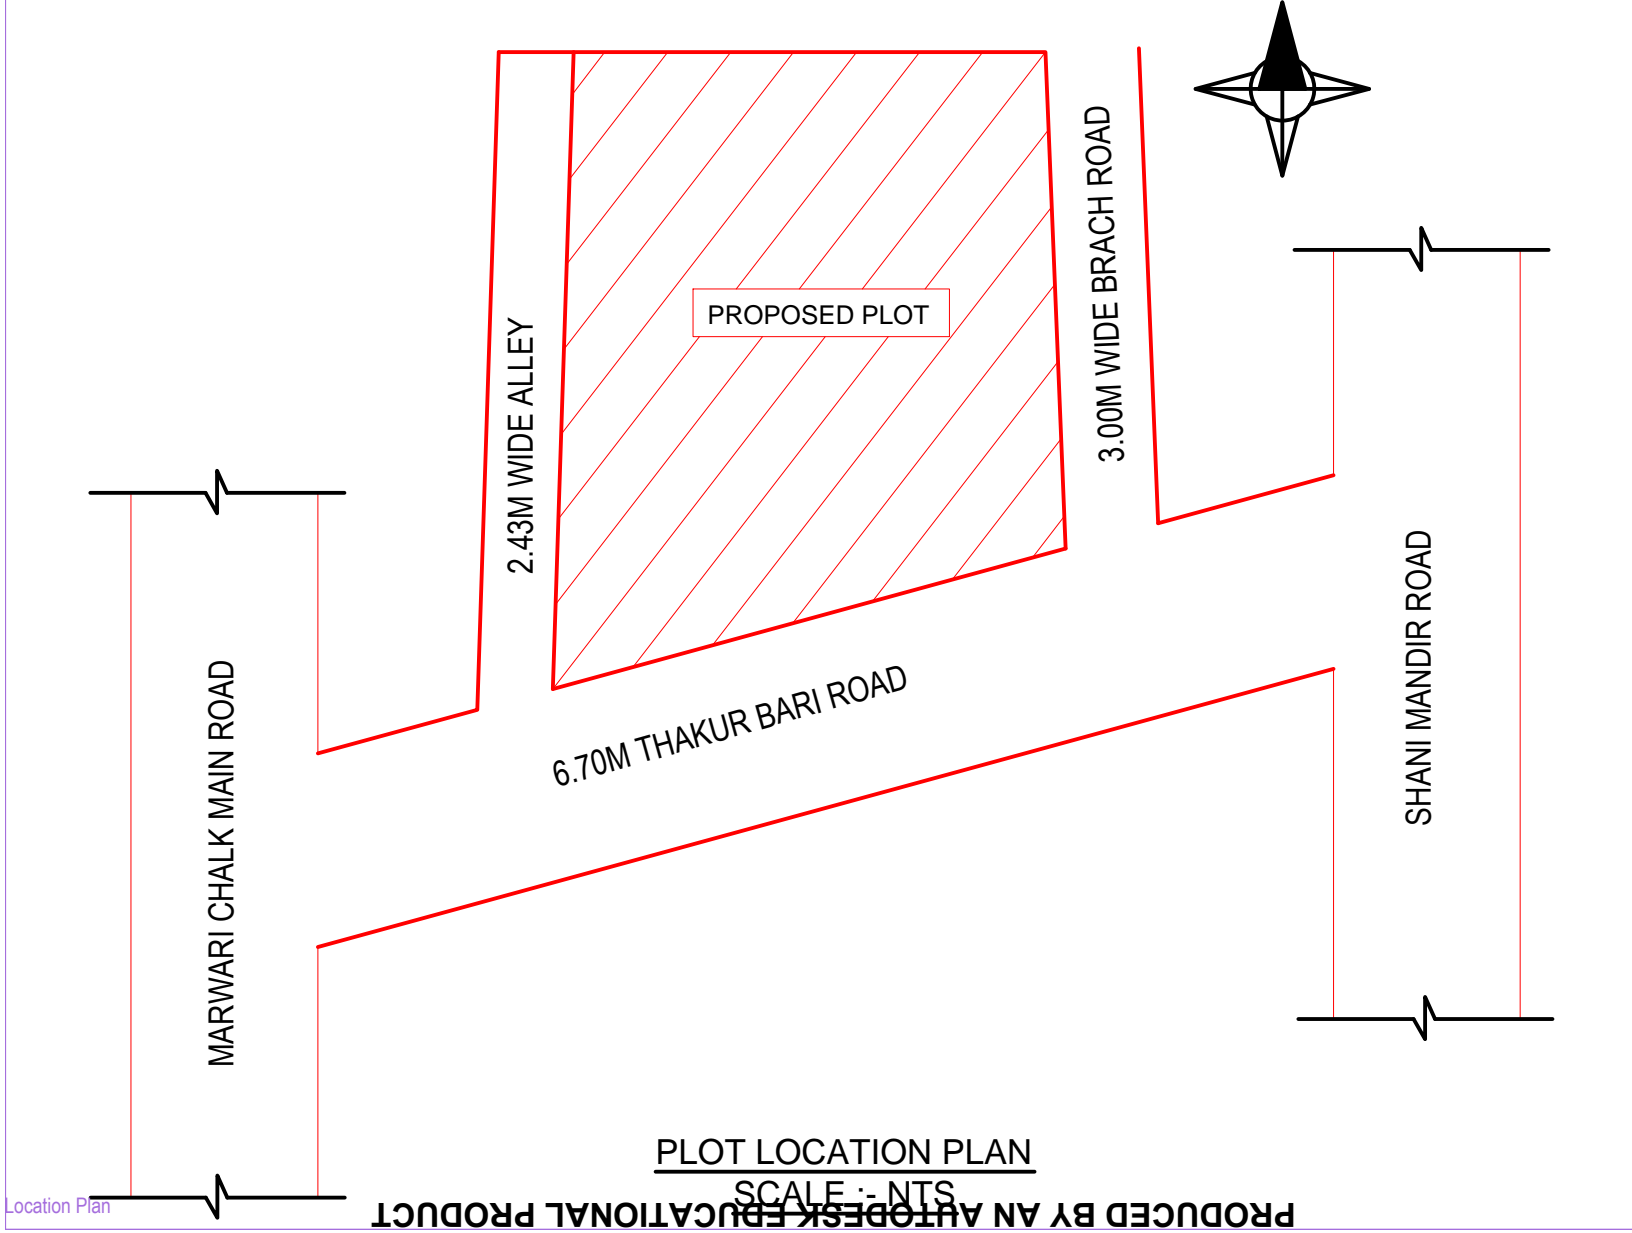 3.00M WIDE BRACH ROAD
PROPOSED PLOT
2.43M WIDE ALLEY
SHANI MANDIR ROAD
6.70M THAKUR BARI ROAD
MARWARI CHALK MAIN ROAD
PLOT LOCATION PLAN
SCALE :- NTS
Location Plan
PRODUCED BY AN AUTODESK EDUCATIONAL PRODUCT